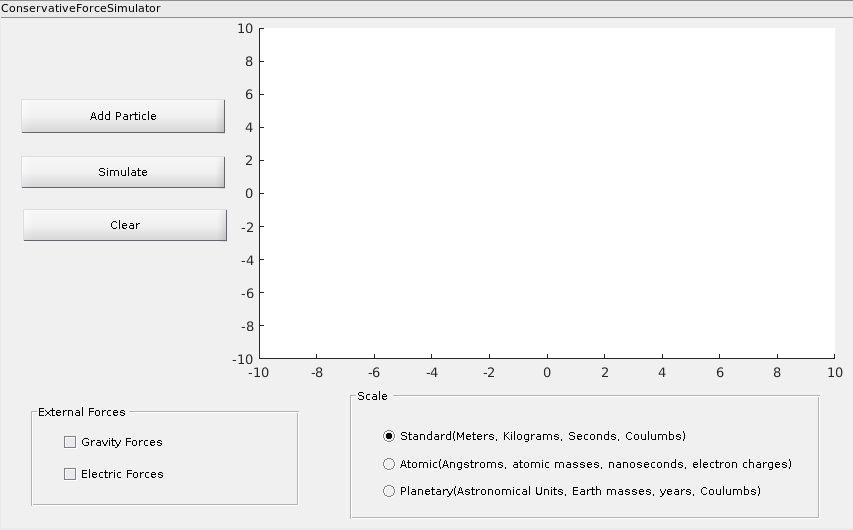 ConservativeForceSimulator
10
8
6
4
2
0
-2
-4
-6
-8
-10
-10 -8 -6 -4 -2 0 2 4 6 8 10
Add Particle
Simulate
Clear
External Forces
Gravity Forces
Electric Forces
Scale
Standard(Meters, Kilograms, Seconds, Coulumbs)
Atomic(Angstroms, atomic masses, nanoseconds, electron charges)
Planetary(Astronomical Units, Earth masses, years, Coulumbs)